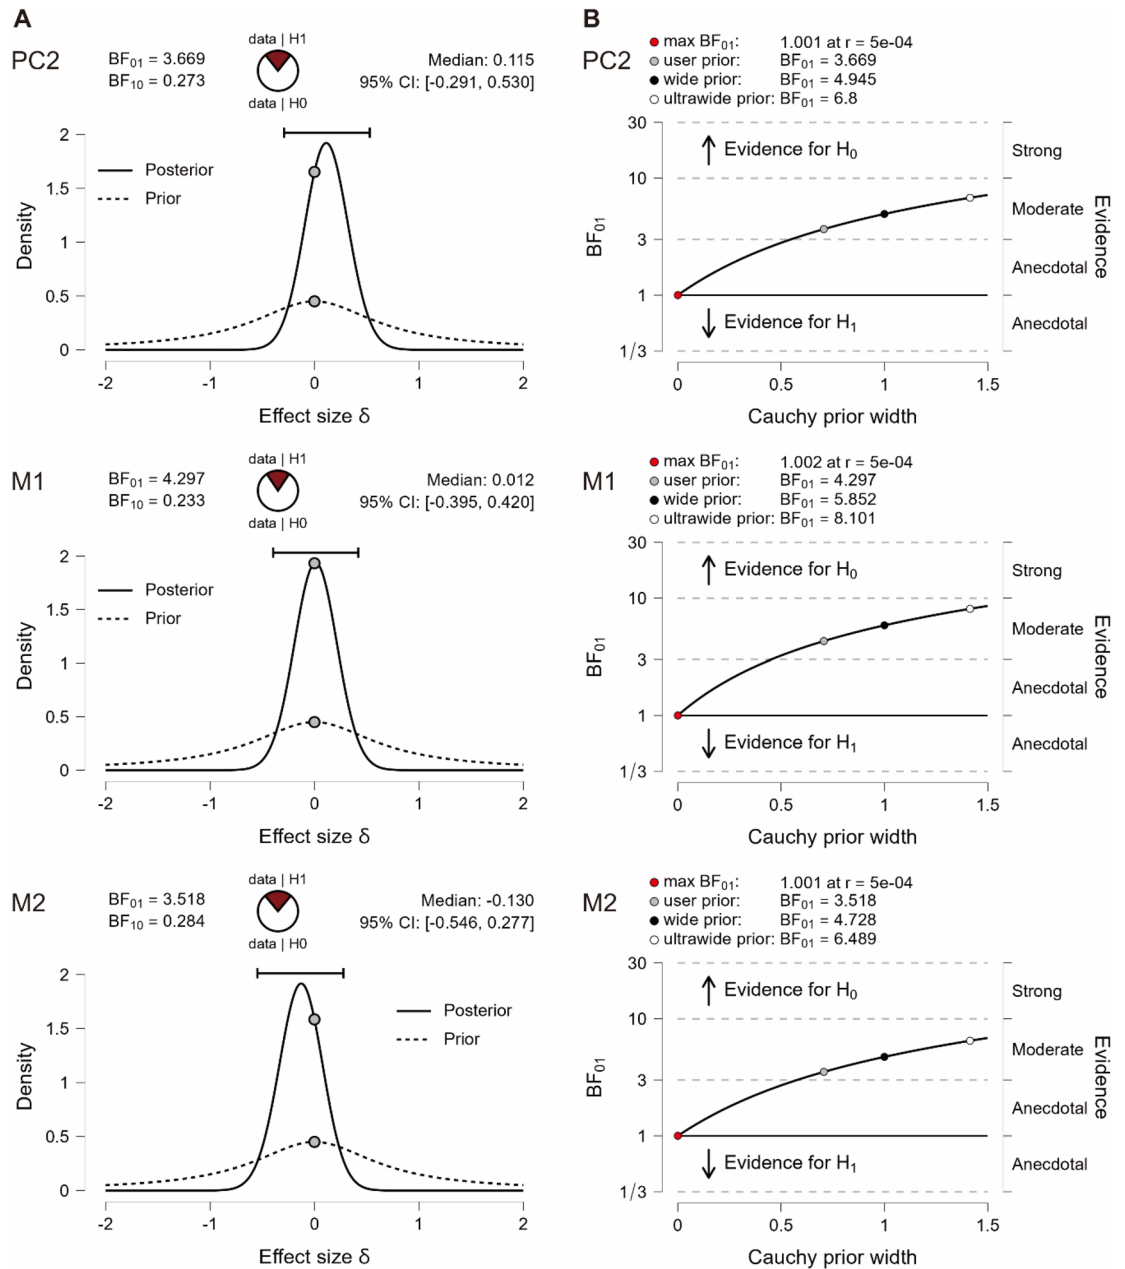 A
PC2
BF01 = 3.669
BF10 = 0.273
data | H1
data | H0
Median: 0.115
95% CI: [-0.291, 0.530]
Posterior
Prior
Density
2
1.5
1
0.5
0
-2 -1 0 1 2
Effect size δ
B
PC2
max BF01: 1.001 at r = 5e-04
user prior: BF01 = 3.669
wide prior: BF01 = 4.945
ultrawide prior: BF01 = 6.8
30
10
3
1
1/3
BF01
Evidence for H0
Evidence for H1
Strong
Moderate
Anecdotal
Anecdotal
Evidence
0 0.5 1 1.5
Cauchy prior width
M1
BF01 = 4.297
BF10 = 0.233
data | H1
data | H0
Median: 0.012
95% CI: [-0.395, 0.420]
Posterior
Prior
Density
2
1.5
1
0.5
0
-2 -1 0 1 2
Effect size δ
M1
max BF01: 1.002 at r = 5e-04
user prior: BF01 = 4.297
wide prior: BF01 = 5.852
ultrawide prior: BF01 = 8.101
30
10
3
1
1/3
BF01
Evidence for H0
Evidence for H1
Strong
Moderate
Anecdotal
Anecdotal
Evidence
0 0.5 1 1.5
Cauchy prior width
M2
BF01 = 3.518
BF10 = 0.284
data | H1
data | H0
Median: -0.130
95% CI: [-0.546, 0.277]
Posterior
Prior
Density
2
1.5
1
0.5
0
-2 -1 0 1 2
Effect size δ
M2
max BF01: 1.001 at r = 5e-04
user prior: BF01 = 3.518
wide prior: BF01 = 4.728
ultrawide prior: BF01 = 6.489
30
10
3
1
1/3
BF01
Evidence for H0
Evidence for H1
Strong
Moderate
Anecdotal
Anecdotal
Evidence
0 0.5 1 1.5
Cauchy prior width